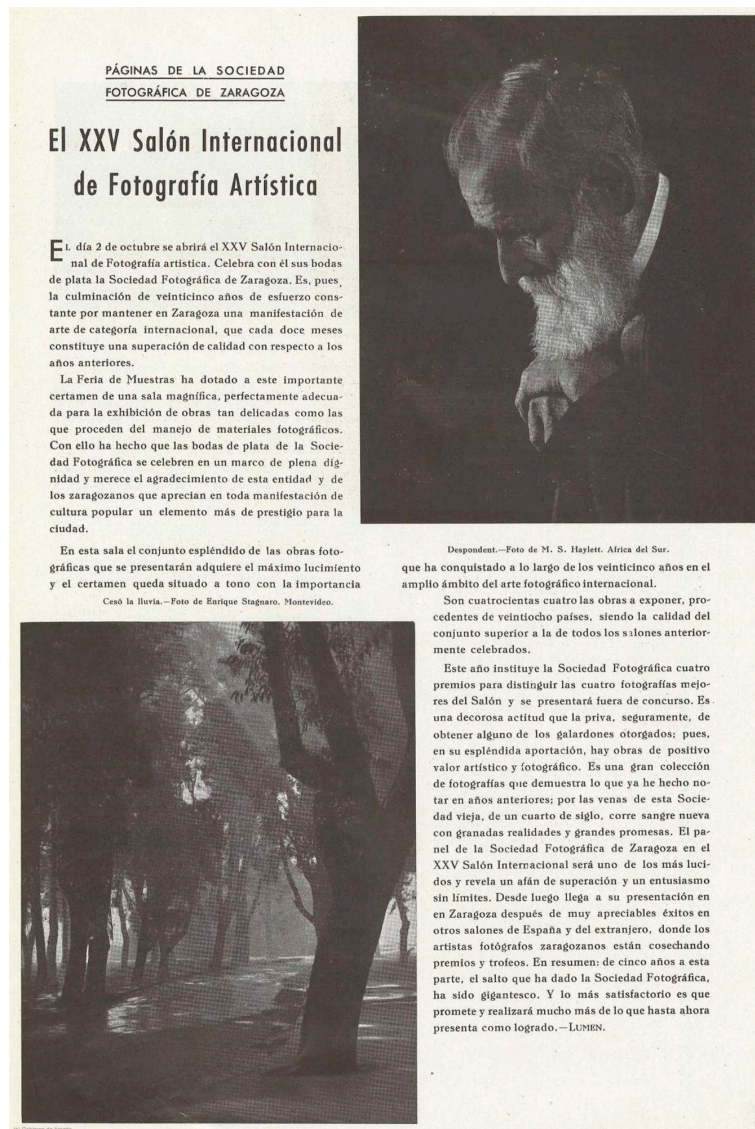 PÁGINAS DE LA SOCIEDAD
FOTOGRÁFICA DE ZARAGOZA
El XXV Salón Internacional
de Fotografía Artística
EL día 2 de octubre se abrirá el XXV Salón Internacio-
nal de Fotografía artistica. Celebra con él sus bodas
de plata la Sociedad Fotográfica de Zaragoza. Es, pues,
la culminación de veinticinco años de esfuerzo cons-
tante por mantener en Zaragoza una manifestación de
arte de categoría internacional, que cada doce meses
constituye una superación de calidad con respecto a los
años anteriores.
La Feria de Muestras ha dotado a este importante
certamen de una sala magnífica, perfectamente adecua-
da para la exhibición de obras tan delicadas como las
que proceden del manejo de materiales fotográficos.
Con ello ha hecho que las bodas de plata de la Socie-
dad Fotográfica se celebren en un marco de plena dig-
nidad y merece el agradecimiento de esta entidad y de
los zaragozanos que aprecian en toda manifestación de
cultura popular un elemento más de prestigio para la
ciudad.
En esta sala el conjunto espléndido de las obras foto-
gráficas que se presentarán adquiere el máximo lucimiento
y el certamen queda situado a tono con la importancia
Cesó la lluvia.—Foto de Enrique Stagnaro. Montevideo.
Despondent.—Foto de M. S. Haylett. Africa del Sur.
que ha conquistado a lo largo de los veinticinco años en el
amplio ámbito del arte fotográfico internacional.
Son cuatrocientas cuatro las obras a exponer, pro-
cedentes de veintiocho países, siendo la calidad del
conjunto superior a la de todos los salones anterior-
mente celebrados.
Este año instituye la Sociedad Fotográfica cuatro
premios para distinguir las cuatro fotografías mejo-
res del Salón y se presentará fuera de concurso. Es
una decorosa actitud que la priva, seguramente, de
obtener alguno de los galardones otorgados; pues,
en su espléndida aportación, hay obras de positivo
valor artístico y fotográfico. Es una gran colección
de fotografías que demuestra lo que ya he hecho no-
tar en años anteriores; por las venas de esta Socie-
dad vieja, de un cuarto de siglo, corre sangre nueva
con granadas realidades y grandes promesas. El pa-
nel de la Sociedad Fotográfica de Zaragoza en el
XXV Salón Internacional será uno de los más luci-
dos y revela un afán de superación y un entusiasmo
sin límites. Desde luego llega a su presentación en
en Zaragoza después de muy apreciables éxitos en
otros salones de España y del extranjero, donde los
artistas fotógrafos zaragozanos están cosechando
premios y trofeos. En resumen: de cinco años a esta
parte, el salto que ha dado la Sociedad Fotográfica,
ha sido gigantesco. Y lo más satisfactorio es que
promete y realizará mucho más de lo que hasta ahora
presenta como logrado.—LUMEN.